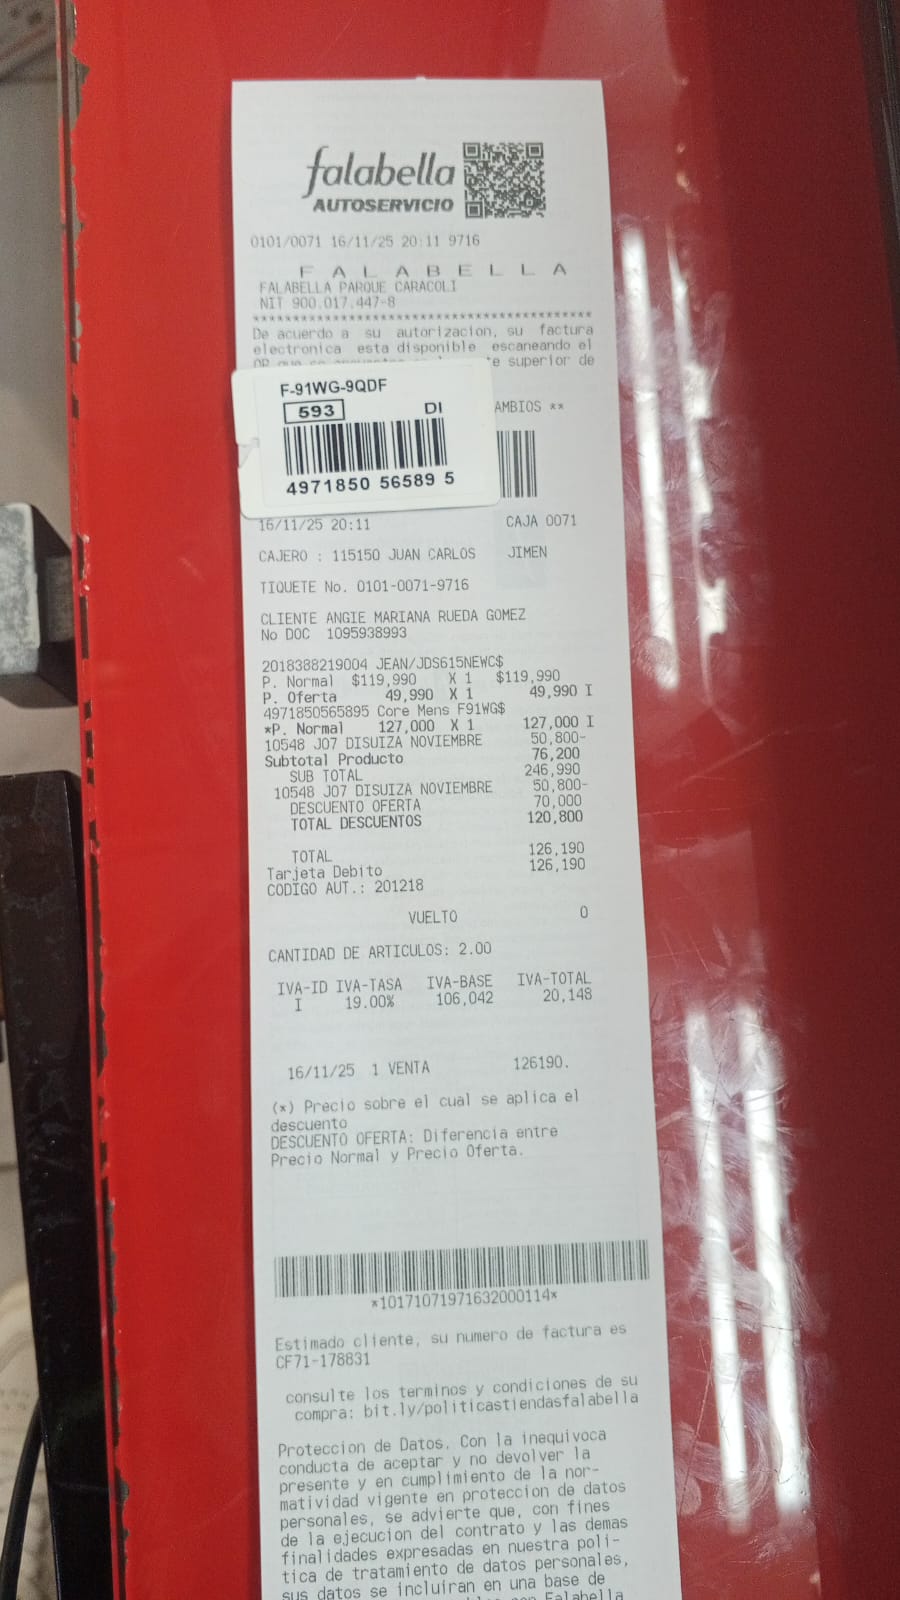 falabella
AUTOSERVICIO
0101/0071 16/11/25 20:11 9716
F A L A B E L L A
FALABELLA PARQUE CARACOLI
NIT 900.017.447-8
******************************************
De acuerdo a su autorizacion, su factura
electronica esta disponible escaneando el
superior de
F-91WG-9QDF
593 DI
AMBIOS **
4971850 56589 5
16/11/25 20:11 CAJA 0071
CAJERO : 115150 JUAN CARLOS JIMEN
TIQUETE No. 0101-0071-9716
CLIENTE ANGIE MARIANA RUEDA GOMEZ
No DOC 1095938993
2018388219004 JEAN/JDS615NEWC$
P. Normal $119,990 X 1 $119,990
P. Oferta 49,990 X 1 49,990 I
4971850565895 Core Mens F91WG$
*P. Normal 127,000 X 1 127,000 I
10548 J07 DISUIZA NOVIEMBRE 50,800-
Subtotal Producto 76,200
SUB TOTAL 246,990
10548 J07 DISUIZA NOVIEMBRE 50,800-
DESCUENTO OFERTA 70,000
TOTAL DESCUENTOS 120,800
TOTAL 126,190
Tarjeta Debito 126,190
CODIGO AUT.: 201218
VUELTO 0
CANTIDAD DE ARTICULOS: 2.00
IVA-ID IVA-TASA IVA-BASE IVA-TOTAL
I 19.00% 106,042 20,148
16/11/25 1 VENTA 126190.
(*) Precio sobre el cual se aplica el
descuento
DESCUENTO OFERTA: Diferencia entre
Precio Normal y Precio Oferta.
*10171071971632000114*
Estimado cliente, su numero de factura es
CF71-178831
consulte los terminos y condiciones de su
compra: bit.ly/politicastiendasfalabella
Proteccion de Datos. Con la inequivoca
conducta de aceptar y no devolver la
presente y en cumplimiento de la nor-
matividad vigente en proteccion de datos
personales, se advierte que, con fines
de la ejecucion del contrato y las demas
finalidades expresadas en nuestra poli-
tica de tratamiento de datos personales,
sus datos se incluiran en una base de
Falabella